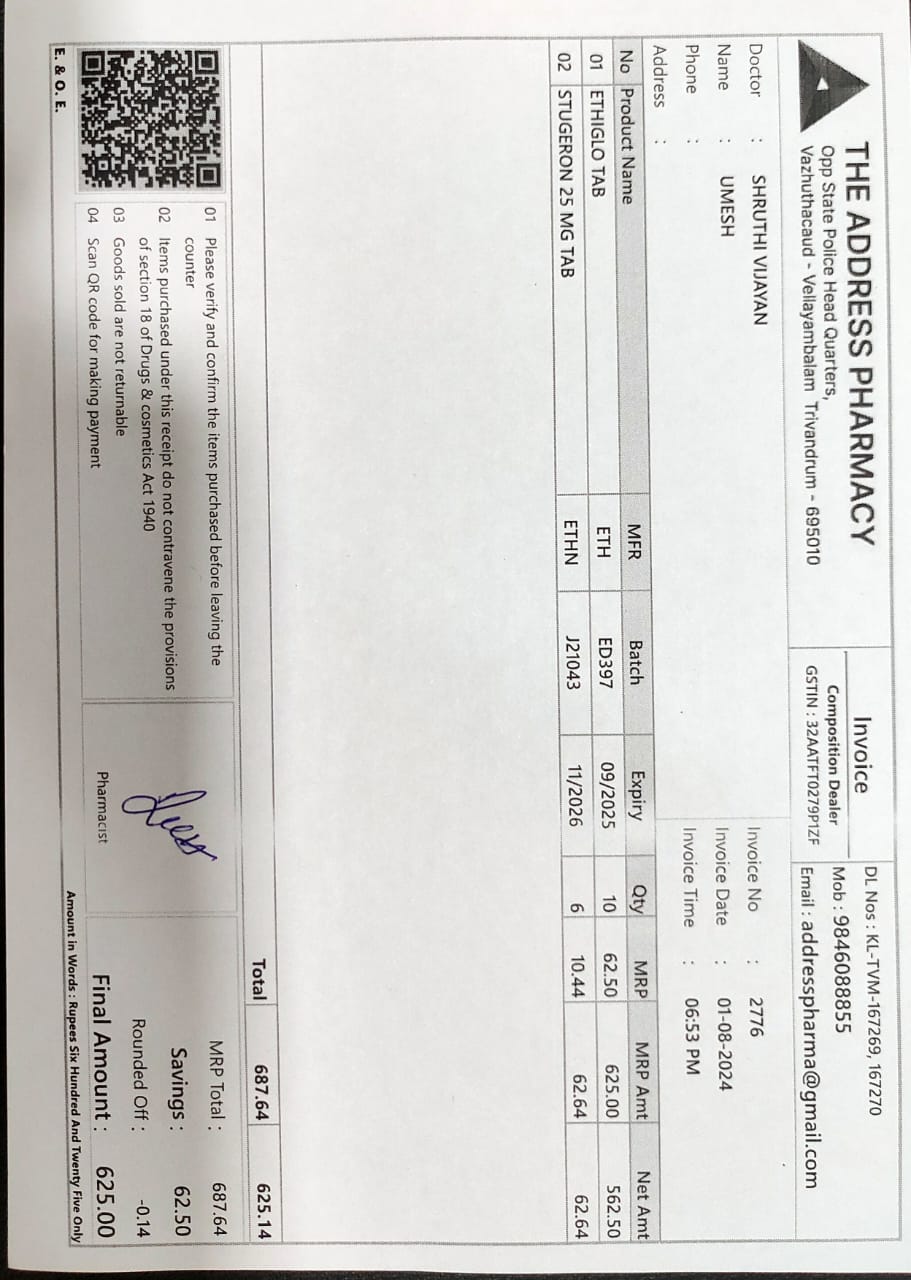 THE ADDRESS PHARMACY
Opp State Police Head Quarters,
Vazhuthacaud - Vellayambalam Trivandrum - 695010
Invoice
Composition Dealer
GSTIN : 32AATFT0279P1ZF
DL Nos : KL-TVM-167269, 167270
Mob : 9846088855
Email : addresspharma@gmail.com
Doctor : SHRUTHI VIJAYAN
Name : UMESH
Phone :
Address :
Invoice No : 2776
Invoice Date : 01-08-2024
Invoice Time : 06:53 PM
No Product Name MFR Batch Expiry Qty MRP MRP Amt Net Amt
01 ETHIGLO TAB ETH ED397 09/2025 10 62.50 625.00 562.50
02 STUGERON 25 MG TAB ETHN J21043 11/2026 6 10.44 62.64 62.64
Total 687.64 625.14
01 Please verify and confirm the items purchased before leaving the
counter
02 Items purchased under this receipt do not contravene the provisions
of section 18 of Drugs & cosmetics Act 1940
03 Goods sold are not returnable
04 Scan QR code for making payment
Pharmacist
MRP Total : 687.64
Savings : 62.50
Rounded Off : -0.14
Final Amount : 625.00
E. & O. E.
Amount in Words : Rupees Six Hundred And Twenty Five Only